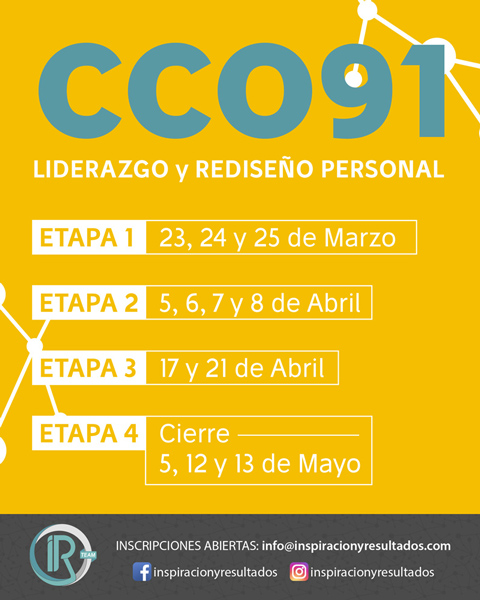 CCO91
LIDERAZGO y REDISEÑO PERSONAL
ETAPA 1 23, 24 y 25 de Marzo
ETAPA 2 5, 6, 7 y 8 de Abril
ETAPA 3 17 y 21 de Abril
ETAPA 4 Cierre
5, 12 y 13 de Mayo
iR TEAM
INSCRIPCIONES ABIERTAS: info@inspiracionyresultados.com
inspiracionyresultados inspiracionyresultados